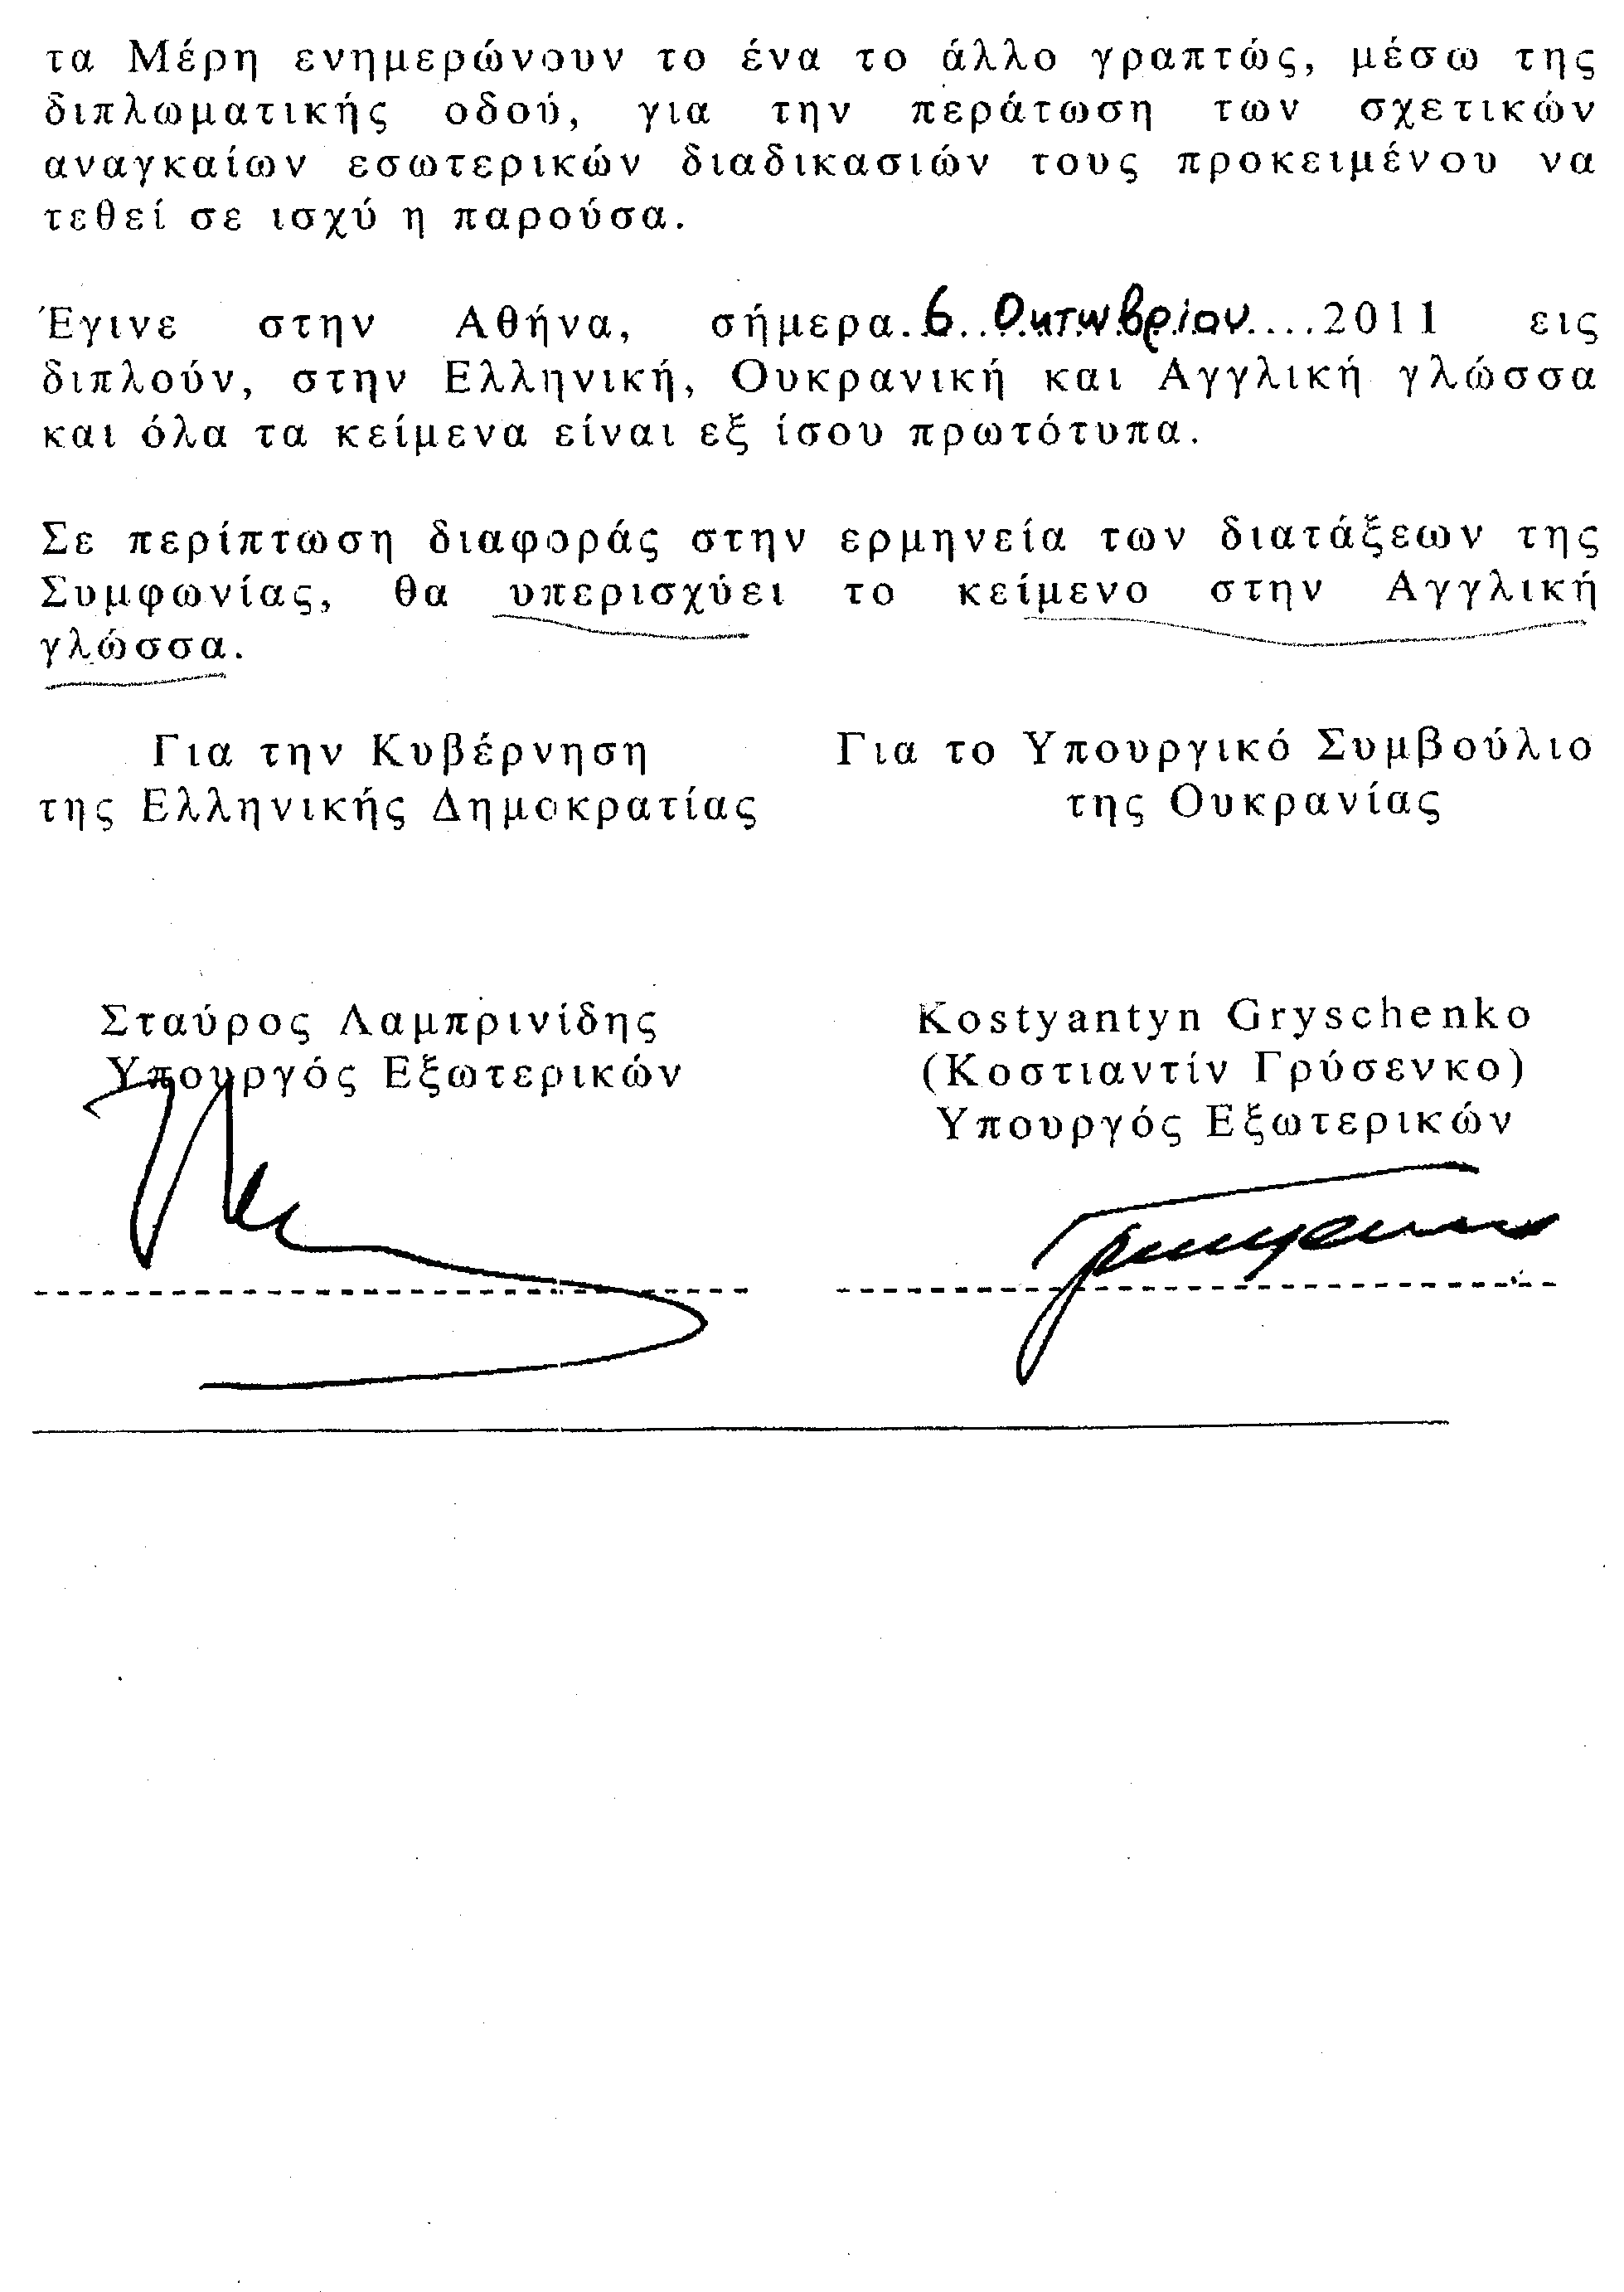 τα Μέρη ενημερώνουν το ένα το άλλο γραπτώς, μέσω της
διπλωματικής οδού, για την περάτωση των σχετικών
αναγκαίων εσωτερικών διαδικασιών τους προκειμένου να
τεθεί σε ισχύ η παρούσα.
Έγινε στην Αθήνα, σήμερα.6..Οκτωβρίου....2011 εις
διπλούν, στην Ελληνική, Ουκρανική και Αγγλική γλώσσα
και όλα τα κείμενα είναι εξ ίσου πρωτότυπα.
Σε περίπτωση διαφοράς στην ερμηνεία των διατάξεων της
Συμφωνίας, θα υπερισχύει το κείμενο στην Αγγλική
γλώσσα.
Για την Κυβέρνηση
της Ελληνικής Δημοκρατίας
Για το Υπουργικό Συμβούλιο
της Ουκρανίας
Σταύρος Λαμπρινίδης
Υπουργός Εξωτερικών
Kostyantyn Gryschenko
(Κοστιαντίν Γρύσενκο)
Υπουργός Εξωτερικών